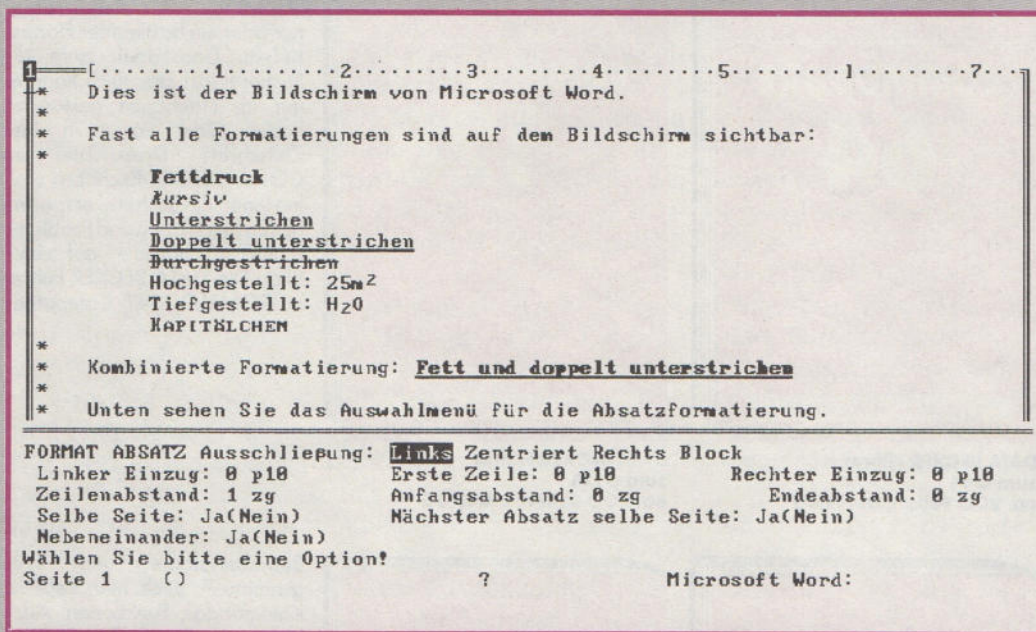 1=[.........1.........2.........3.........4.........5.........].........7...
* Dies ist der Bildschirm von Microsoft Word.
*
* Fast alle Formatierungen sind auf dem Bildschirm sichtbar:
*
Fettdruck
Kursiv
Unterstrichen
Doppelt unterstrichen
Durchgestrichen
Hochgestellt: 25m²
Tiefgestellt: H₂O
KAPITÄLCHEN
*
* Kombinierte Formatierung: Fett und doppelt unterstrichen
*
* Unten sehen Sie das Auswahlmenü für die Absatzformatierung.
FORMAT ABSATZ Ausschließung: Links Zentriert Rechts Block
Linker Einzug: 0 p10 Erste Zeile: 0 p10 Rechter Einzug: 0 p10
Zeilenabstand: 1 zg Anfangsabstand: 0 zg Endeabstand: 0 zg
Selbe Seite: Ja(Nein) Nächster Absatz selbe Seite: Ja(Nein)
Nebeneinander: Ja(Nein)
Wählen Sie bitte eine Option!
Seite 1 () ? Microsoft Word: